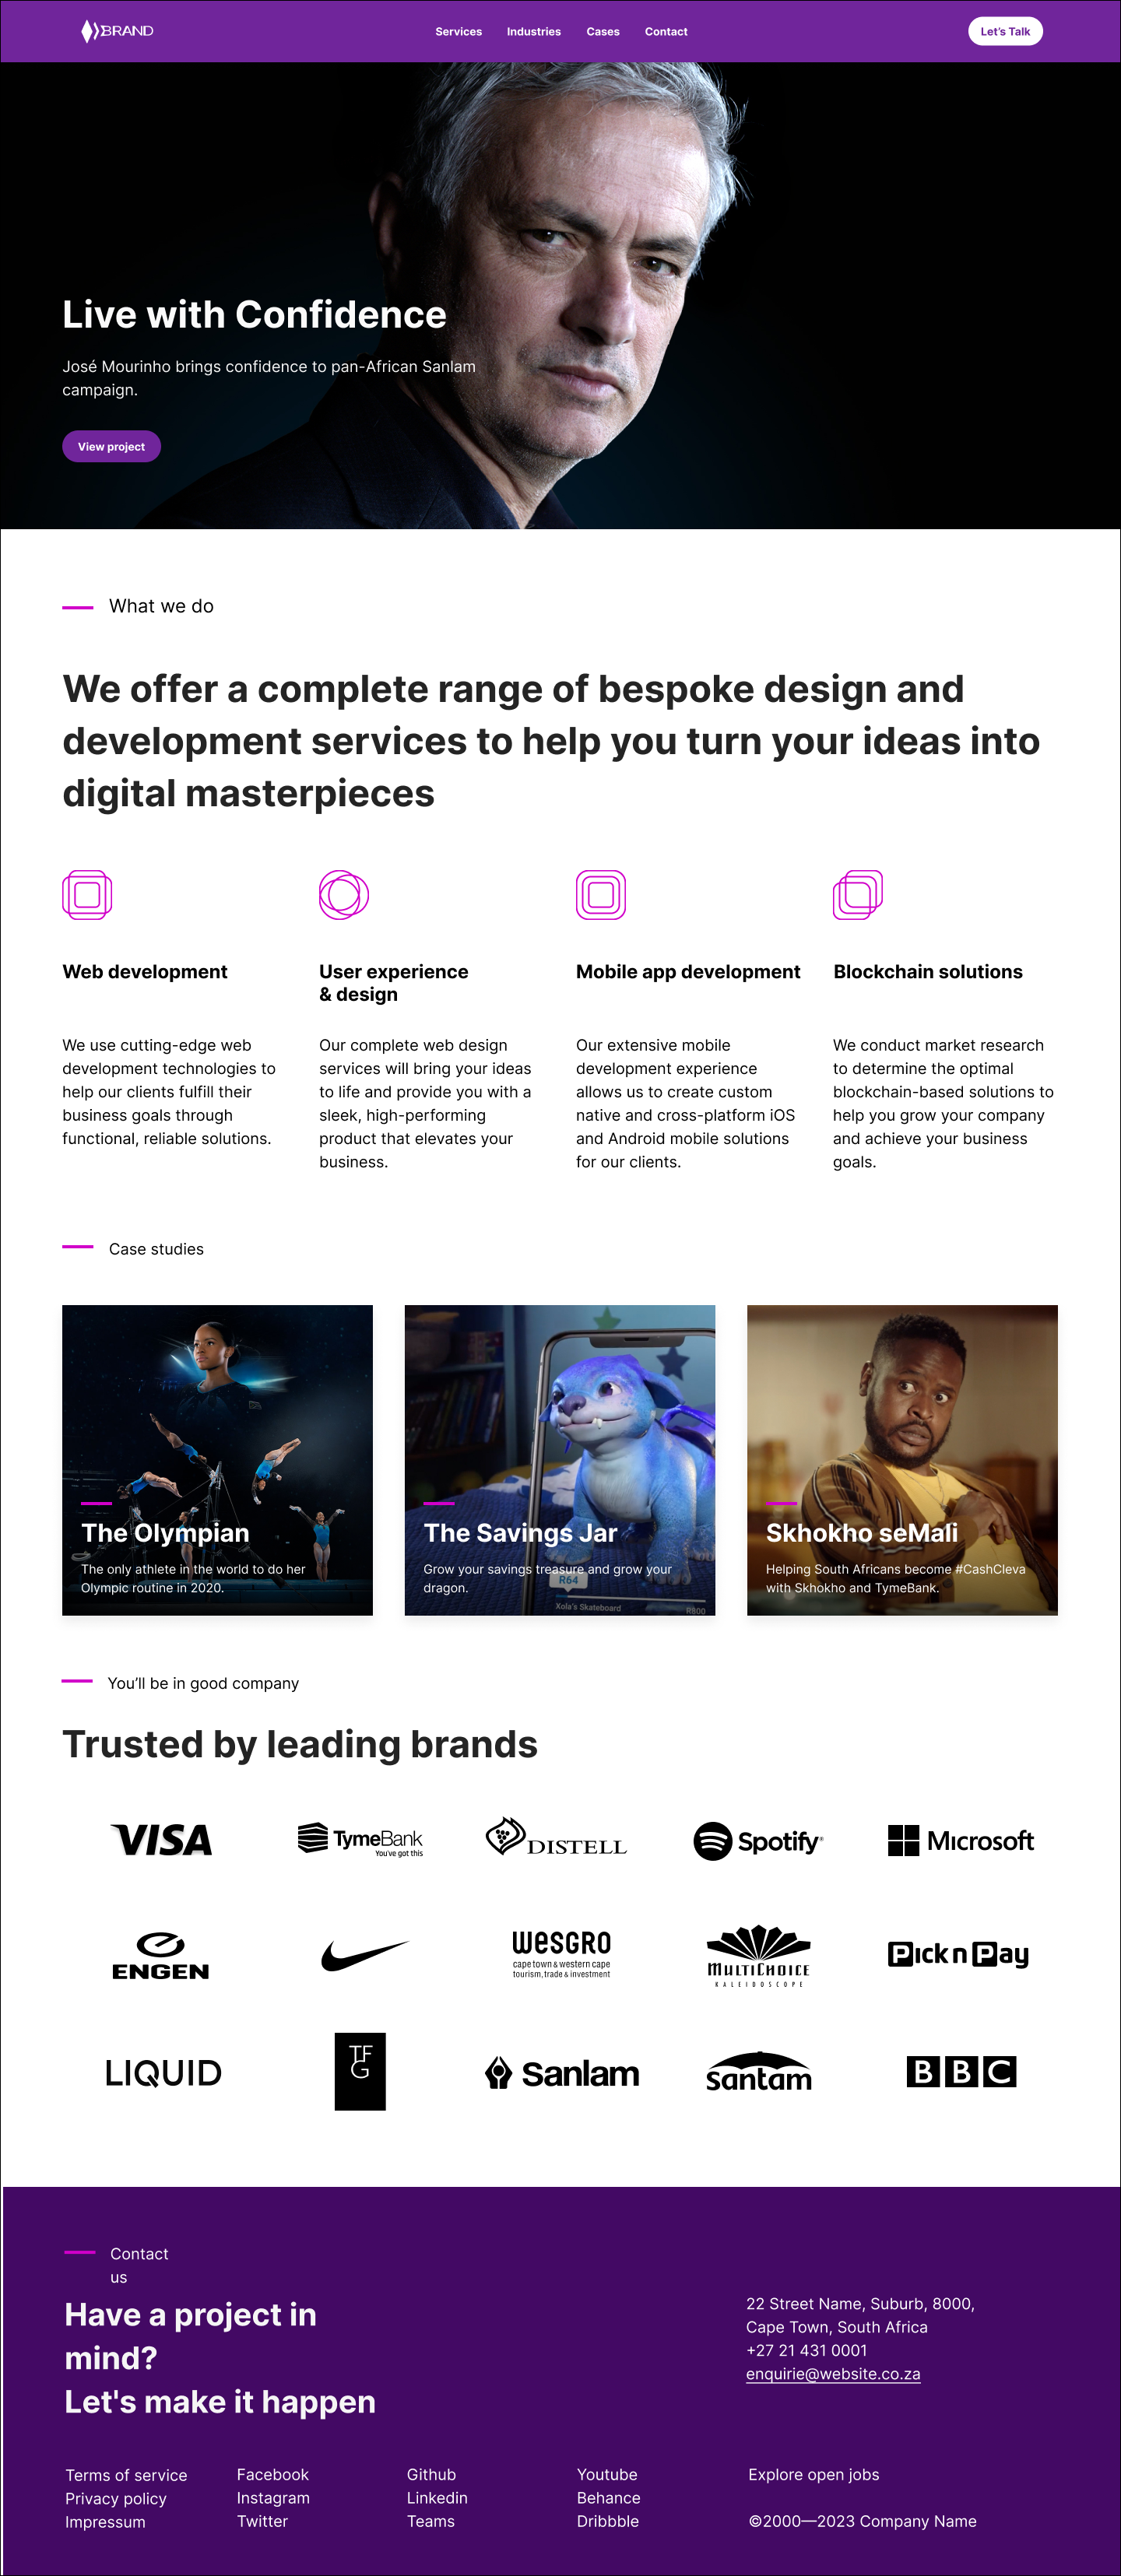 BRAND
Services Industries Cases Contact
Let's Talk
Live with Confidence
José Mourinho brings confidence to pan-African Sanlam
campaign.
View project
What we do
We offer a complete range of bespoke design and
development services to help you turn your ideas into
digital masterpieces
Web development
We use cutting-edge web
development technologies to
help our clients fulfill their
business goals through
functional, reliable solutions.
User experience
& design
Our complete web design
services will bring your ideas
to life and provide you with a
sleek, high-performing
product that elevates your
business.
Mobile app development
Our extensive mobile
development experience
allows us to create custom
native and cross-platform iOS
and Android mobile solutions
for our clients.
Blockchain solutions
We conduct market research
to determine the optimal
blockchain-based solutions to
help you grow your company
and achieve your business
goals.
Case studies
The Olympian
The only athlete in the world to do her
Olympic routine in 2020.
The Savings Jar
Grow your savings treasure and grow your
dragon.
R64
Xola's Skateboard
R800
Skhokho seMali
Helping South Africans become #CashCleva
with Skhokho and TymeBank.
You'll be in good company
Trusted by leading brands
VISA
TymeBank
You've got this
DISTELL
Spotify®
Microsoft
ENGEN
wesgro
cape town & western cape
tourism, trade & investment
MULTICHOICE
KALEIDOSCOPE
Pick n Pay
LIQUID
TFG
Sanlam
santam
BBC
Contact
us
Have a project in
mind?
Let's make it happen
22 Street Name, Suburb, 8000,
Cape Town, South Africa
+27 21 431 0001
enquirie@website.co.za
Terms of service
Privacy policy
Impressum
Facebook
Instagram
Twitter
Github
Linkedin
Teams
Youtube
Behance
Dribbble
Explore open jobs
©2000—2023 Company Name